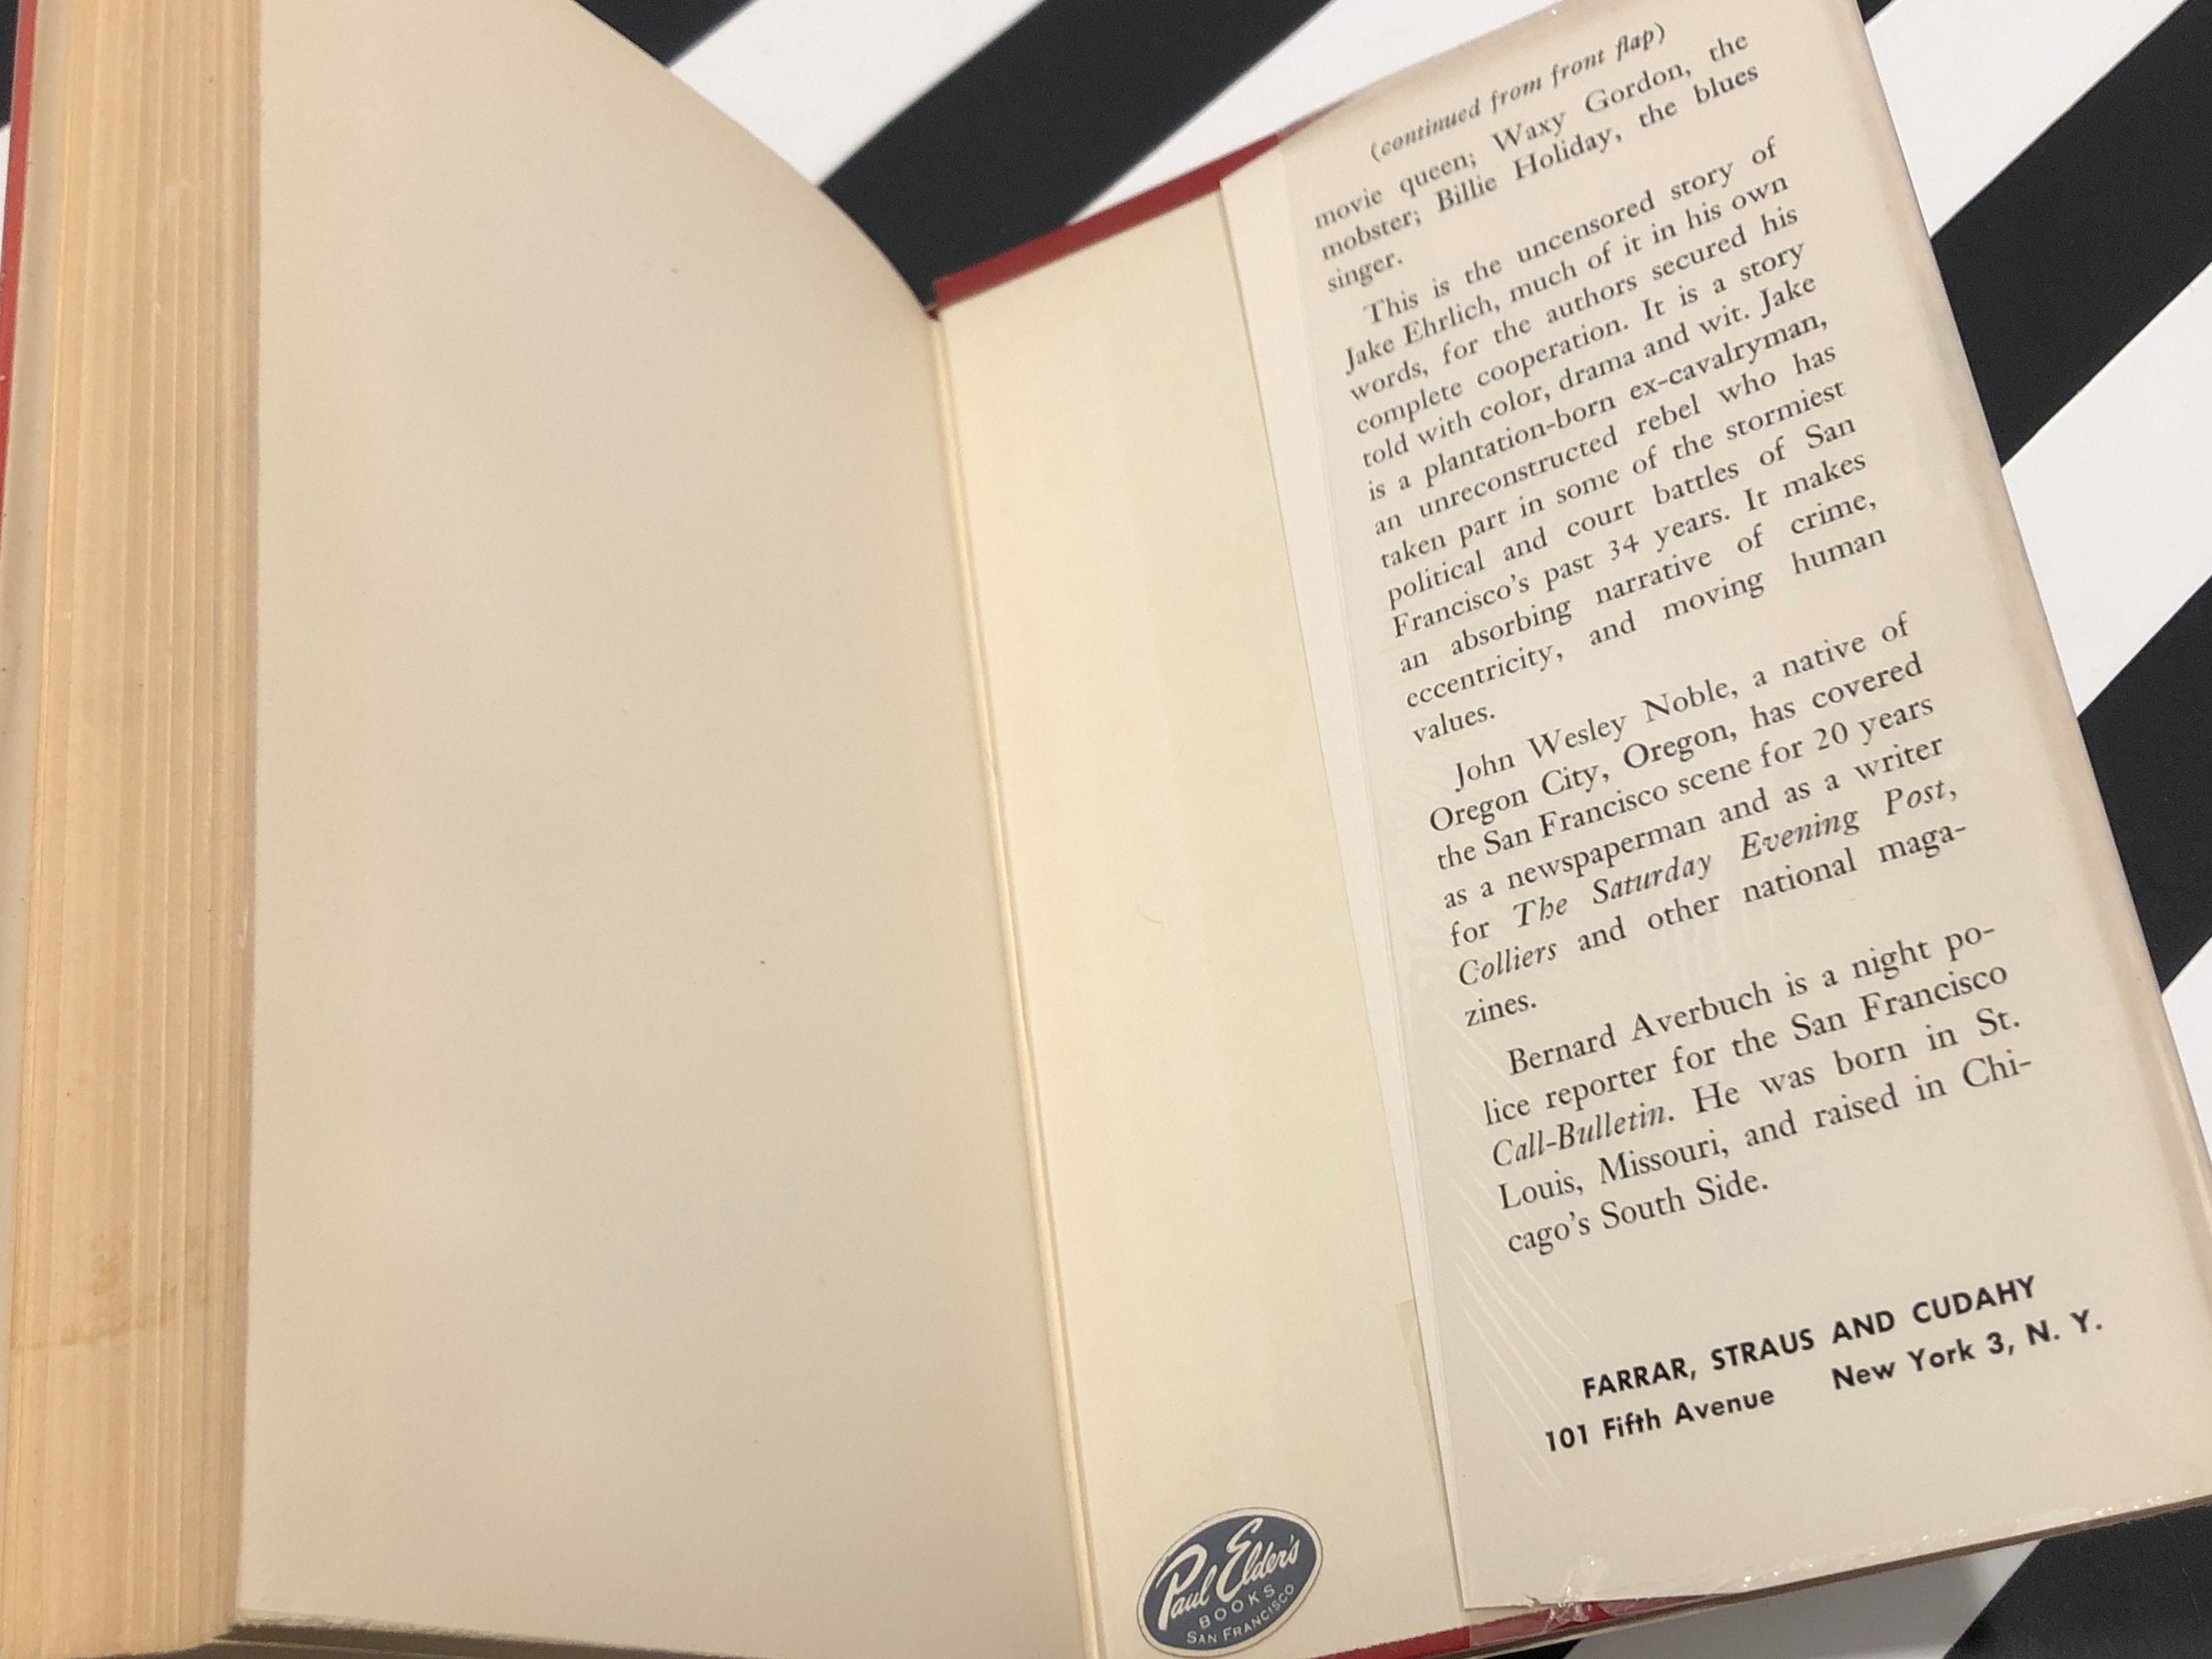 (continued from front flap)
movie queen; Waxy Gordon, the
mobster; Billie Holiday, the blues
singer.
This is the uncensored story of
Jake Ehrlich, much of it in his own
words, for the authors secured his
complete cooperation. It is a story
told with color, drama and wit. Jake
is a plantation-born ex-cavalryman,
an unreconstructed rebel who has
taken part in some of the stormiest
political and court battles of San
Francisco's past 34 years. It makes
an absorbing narrative of crime,
eccentricity, and moving human
values.
John Wesley Noble, a native of
Oregon City, Oregon, has covered
the San Francisco scene for 20 years
as a newspaperman and as a writer
for The Saturday Evening Post,
Colliers and other national maga-
zines.
Bernard Averbuch is a night po-
lice reporter for the San Francisco
Call-Bulletin. He was born in St.
Louis, Missouri, and raised in Chi-
cago's South Side.
FARRAR, STRAUS AND CUDAHY
101 Fifth Avenue New York 3, N. Y.
Paul Elder's
BOOKS
SAN FRANCISCO